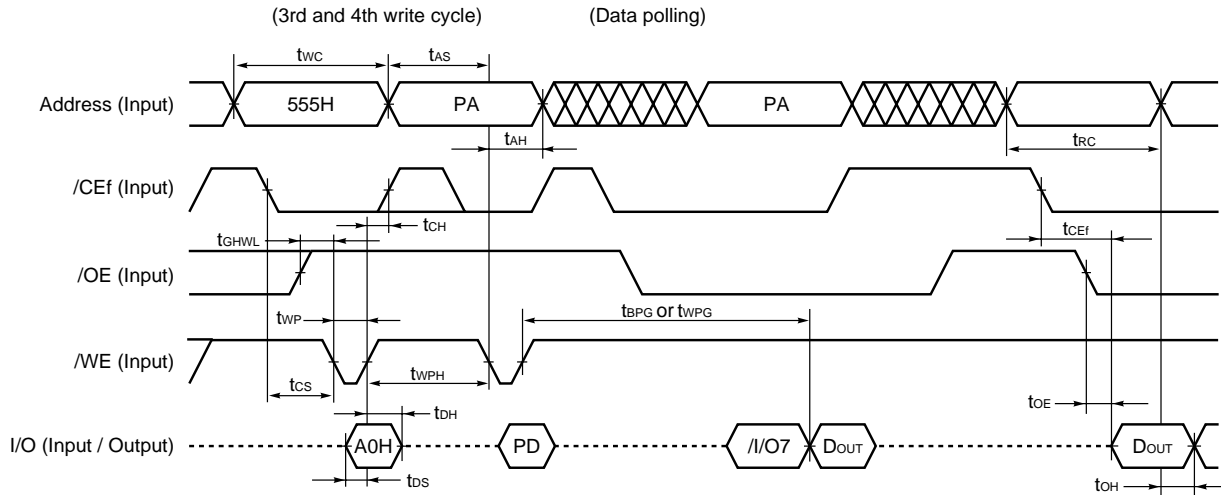 (3rd and 4th write cycle) (Data polling)
tWC tAS
Address (Input) 555H PA PA
tAH tRC
/CEf (Input)
tCH tCEf
tGHWL
/OE (Input)
tWP tBPG or tWPG
/WE (Input)
tCS tWPH
tDH tOE
I/O (Input / Output) A0H PD /I/O7 DOUT DOUT
tDS tOH